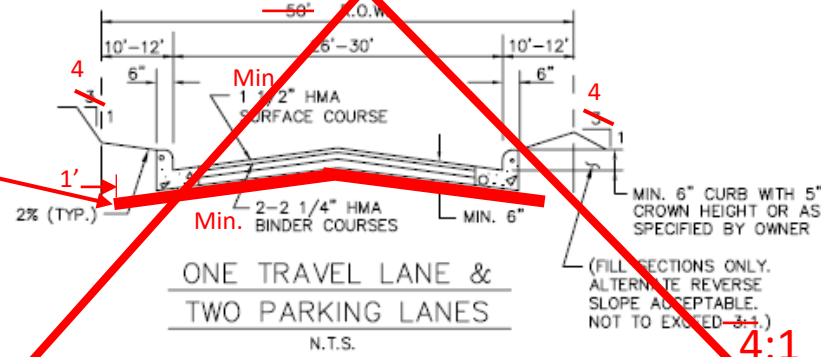 50' R.O.W.
10'-12' 26'-30' 10'-12'
6" 6"
4 4
3 3
1 1
Min
1 1/2" HMA
SURFACE COURSE
1'
2% (TYP.)
Min.
2-2 1/4" HMA
BINDER COURSES
MIN. 6"
MIN. 6" CURB WITH 5"
CROWN HEIGHT OR AS
SPECIFIED BY OWNER
(FILL SECTIONS ONLY.
ALTERNATE REVERSE
SLOPE ACCEPTABLE.
NOT TO EXCEED 3:1.)
4:1
ONE TRAVEL LANE &
TWO PARKING LANES
N.T.S.